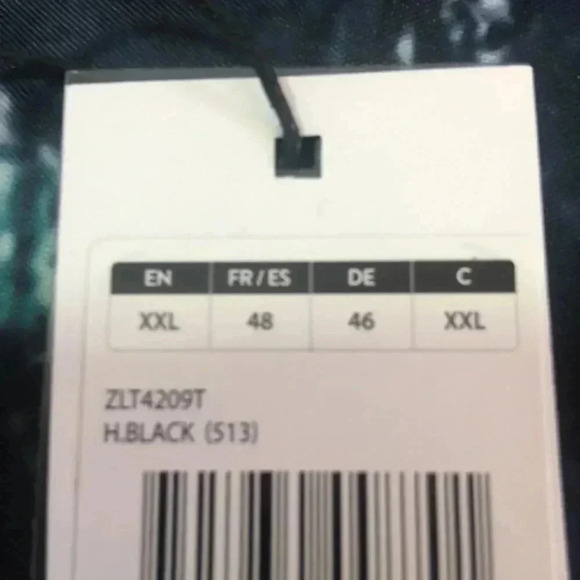 EN FR/ES DE C
XXL 48 46 XXL
ZLT4209T
H.BLACK (513)